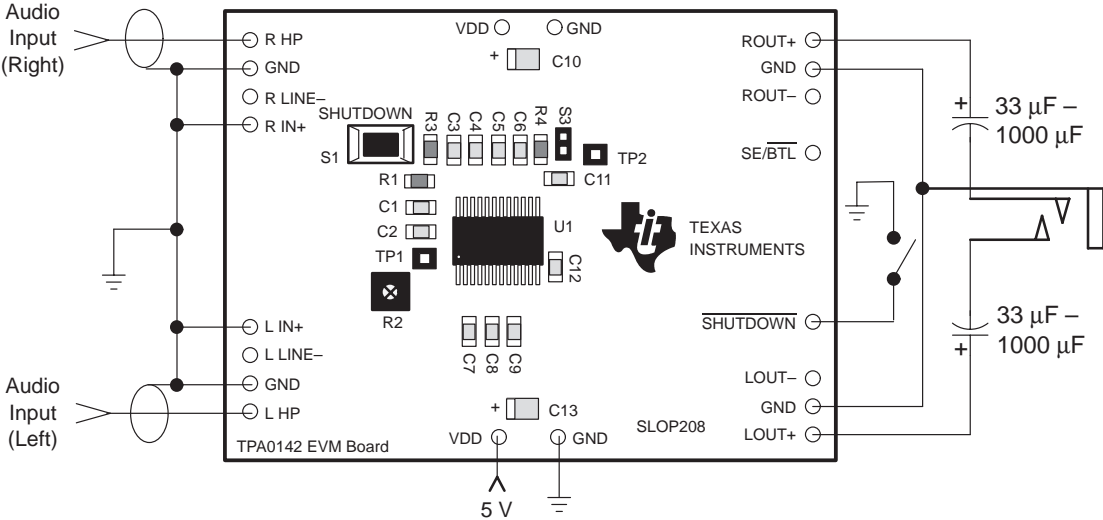 Audio
Input
(Right)
R HP
GND
R LINE–
R IN+
VDD
GND
+
C10
SHUTDOWN
S1
R3
C3
C4
C5
C6
R4
S3
TP2
R1
C11
C1
C2
U1
TP1
C12
R2
TEXAS
INSTRUMENTS
ROUT+
GND
ROUT–
SE/BTL
+
33 µF –
1000 µF
L IN+
L LINE–
GND
L HP
Audio
Input
(Left)
C7
C8
C9
SHUTDOWN
LOUT–
GND
LOUT+
+
33 µF –
1000 µF
+
C13
VDD
GND
SLOP208
TPA0142 EVM Board
5 V